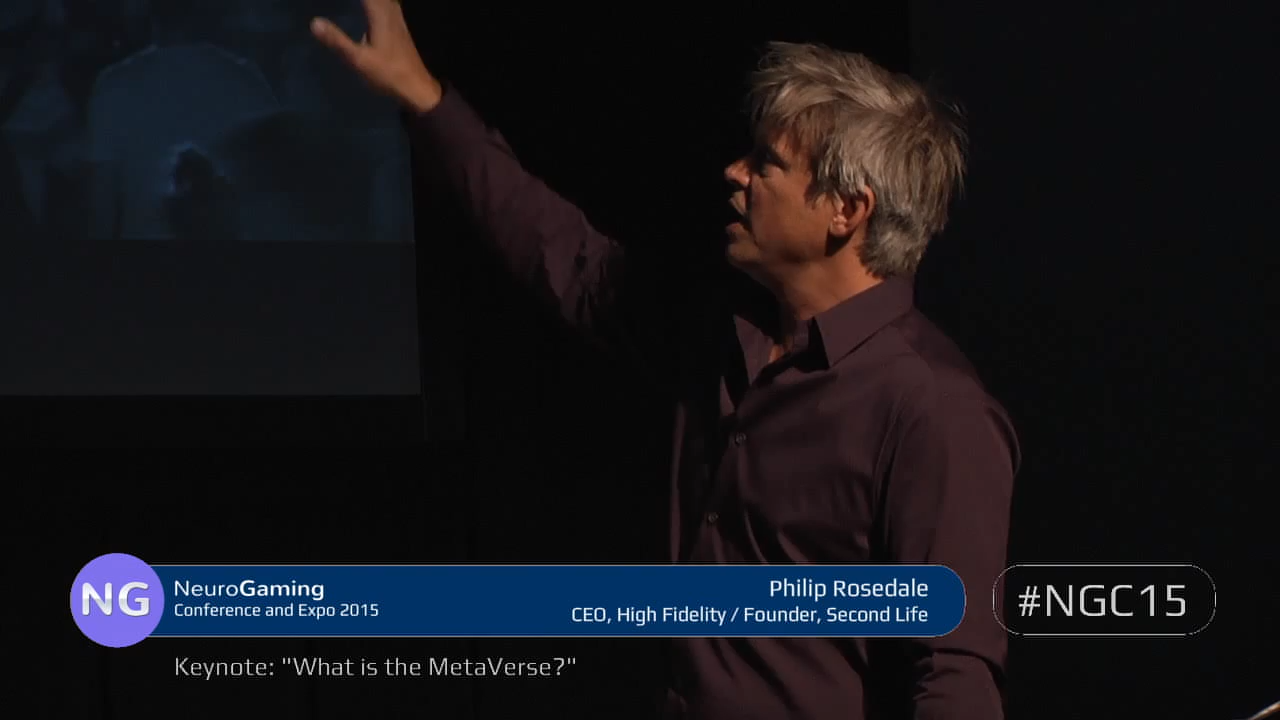 NG
NeuroGaming
Conference and Expo 2015
Philip Rosedale
CEO, High Fidelity / Founder, Second Life
#NGC15
Keynote: "What is the MetaVerse?"